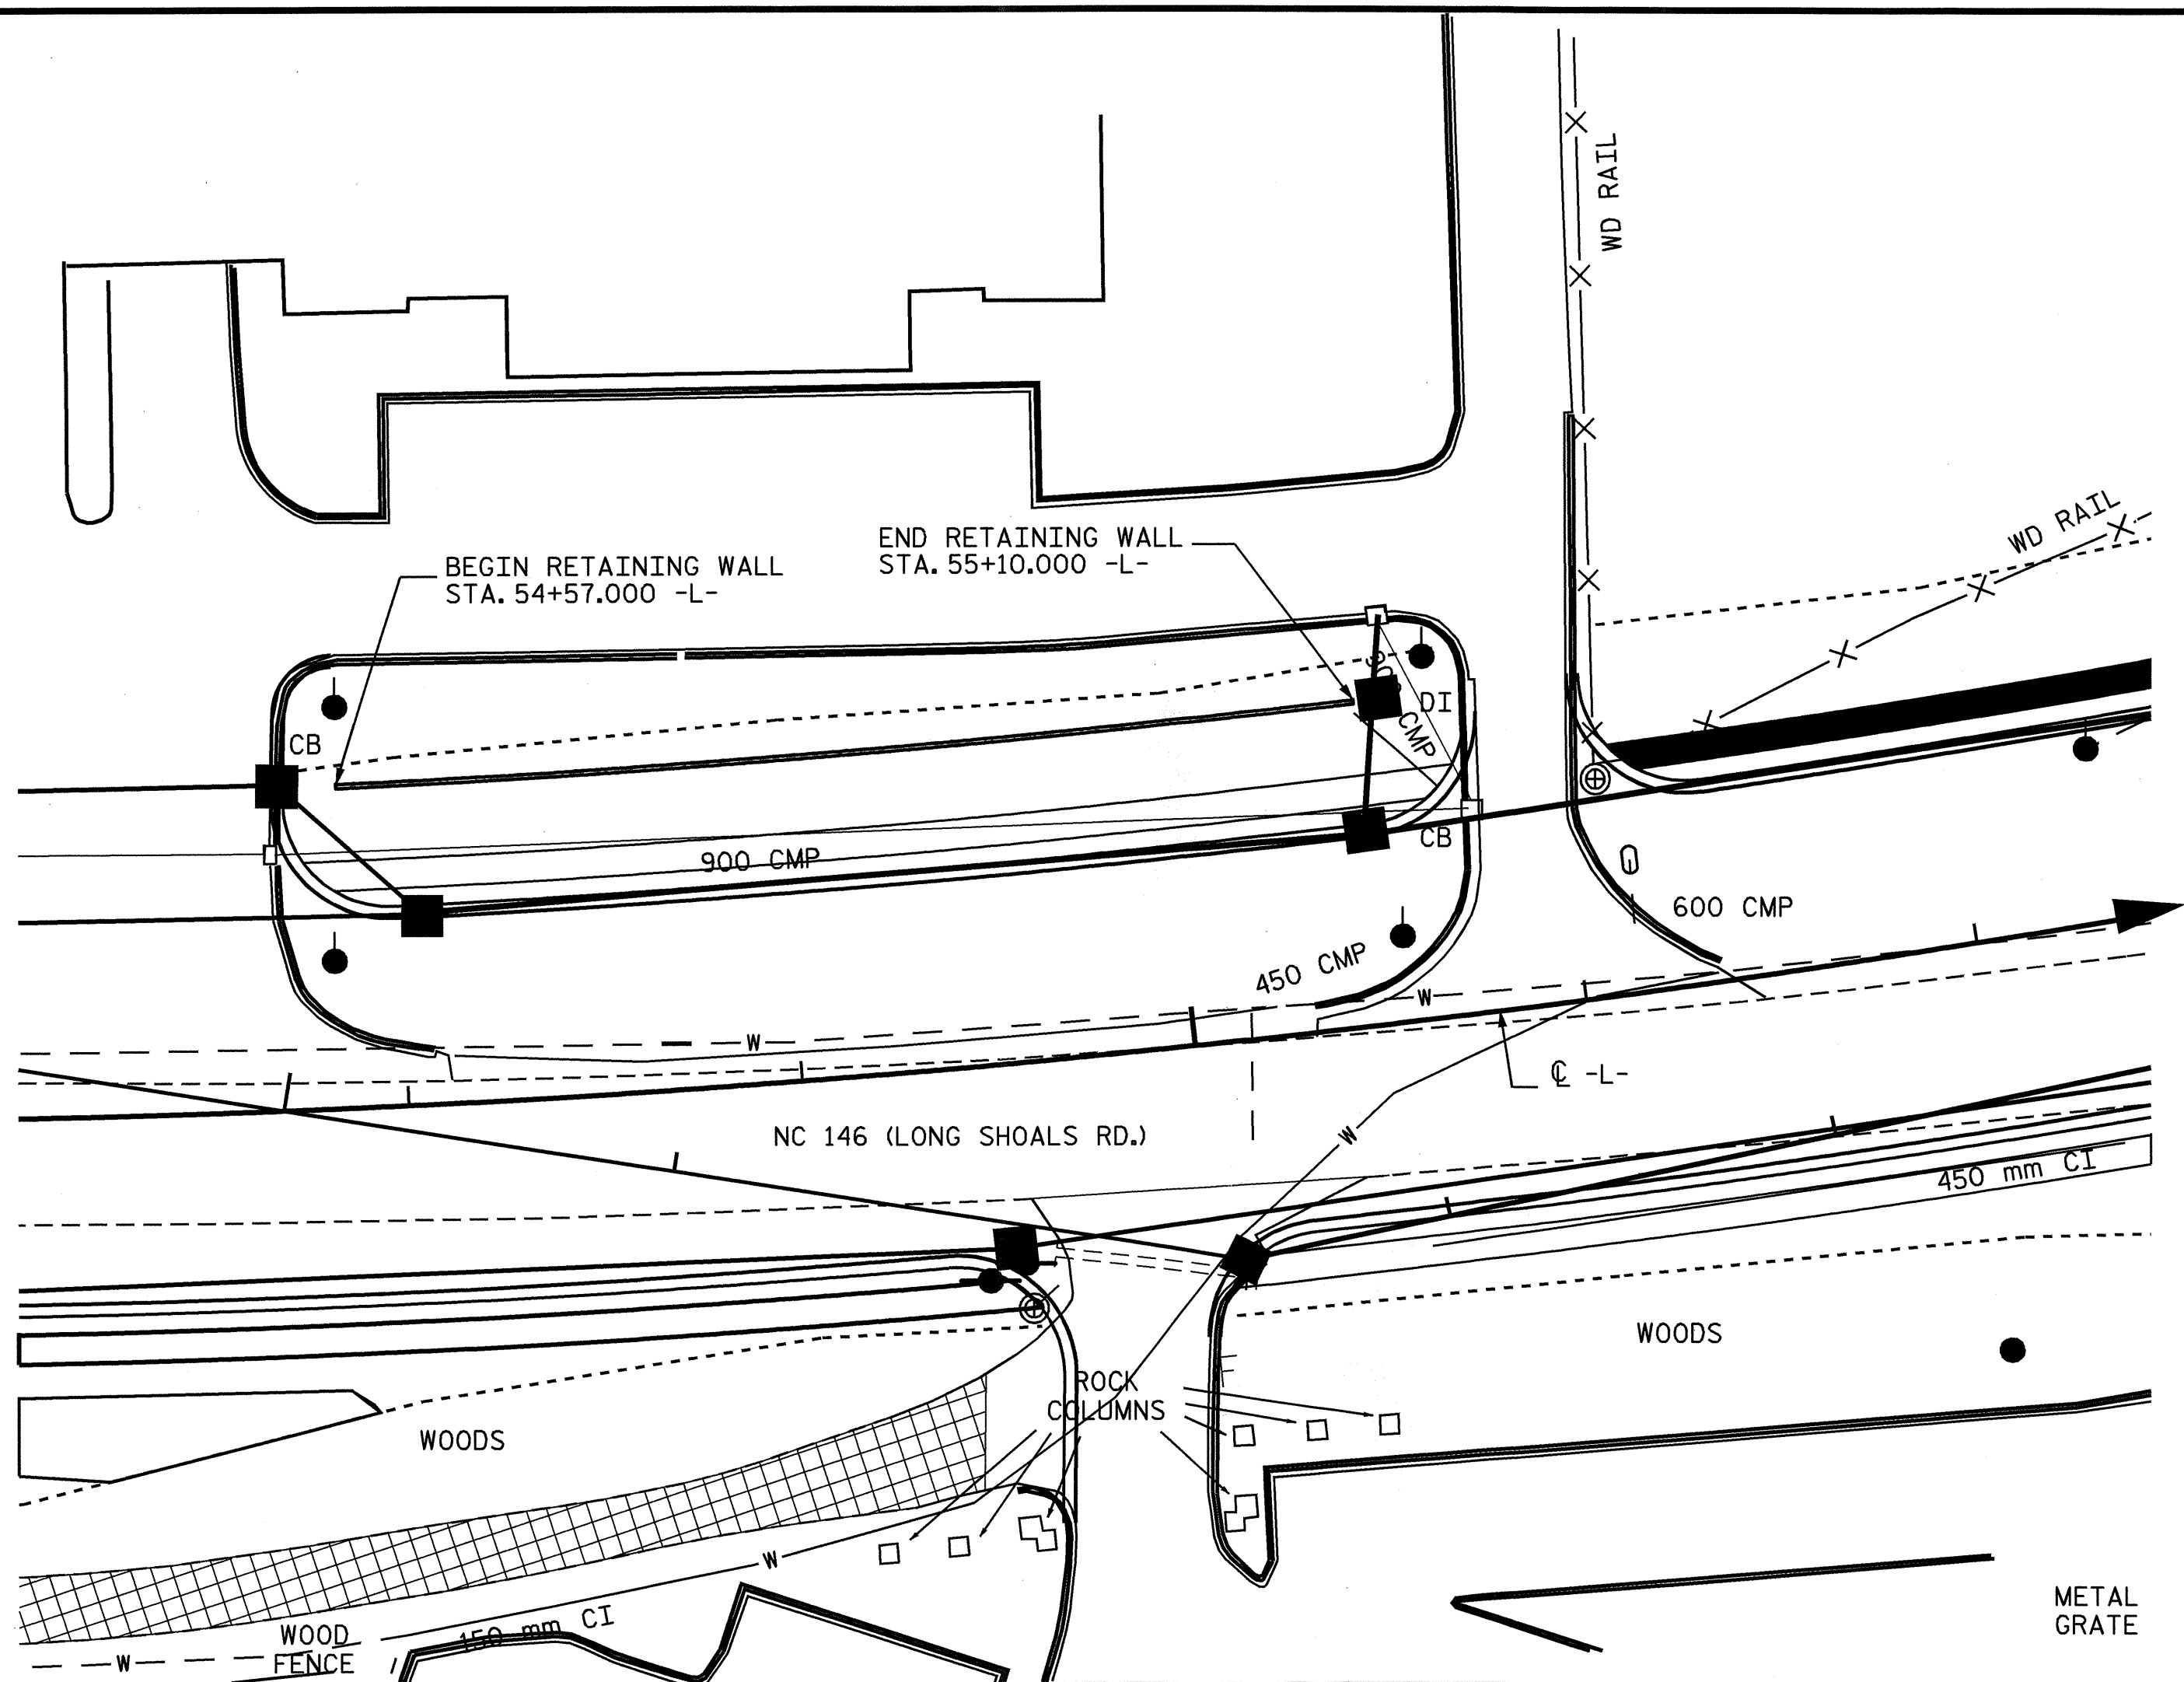 WD RAIL
WD RAIL
END RETAINING WALL
STA. 55+10.000 -L-
BEGIN RETAINING WALL
STA. 54+57.000 -L-
DI
CMP
CB
CB
900 CMP
600 CMP
450 CMP
W
W
℄ -L-
NC 146 (LONG SHOALS RD.)
W
450 mm CI
WOODS
ROCK
COLUMNS
WOODS
W
150 mm CI
METAL
GRATE
WOOD
FENCE
W